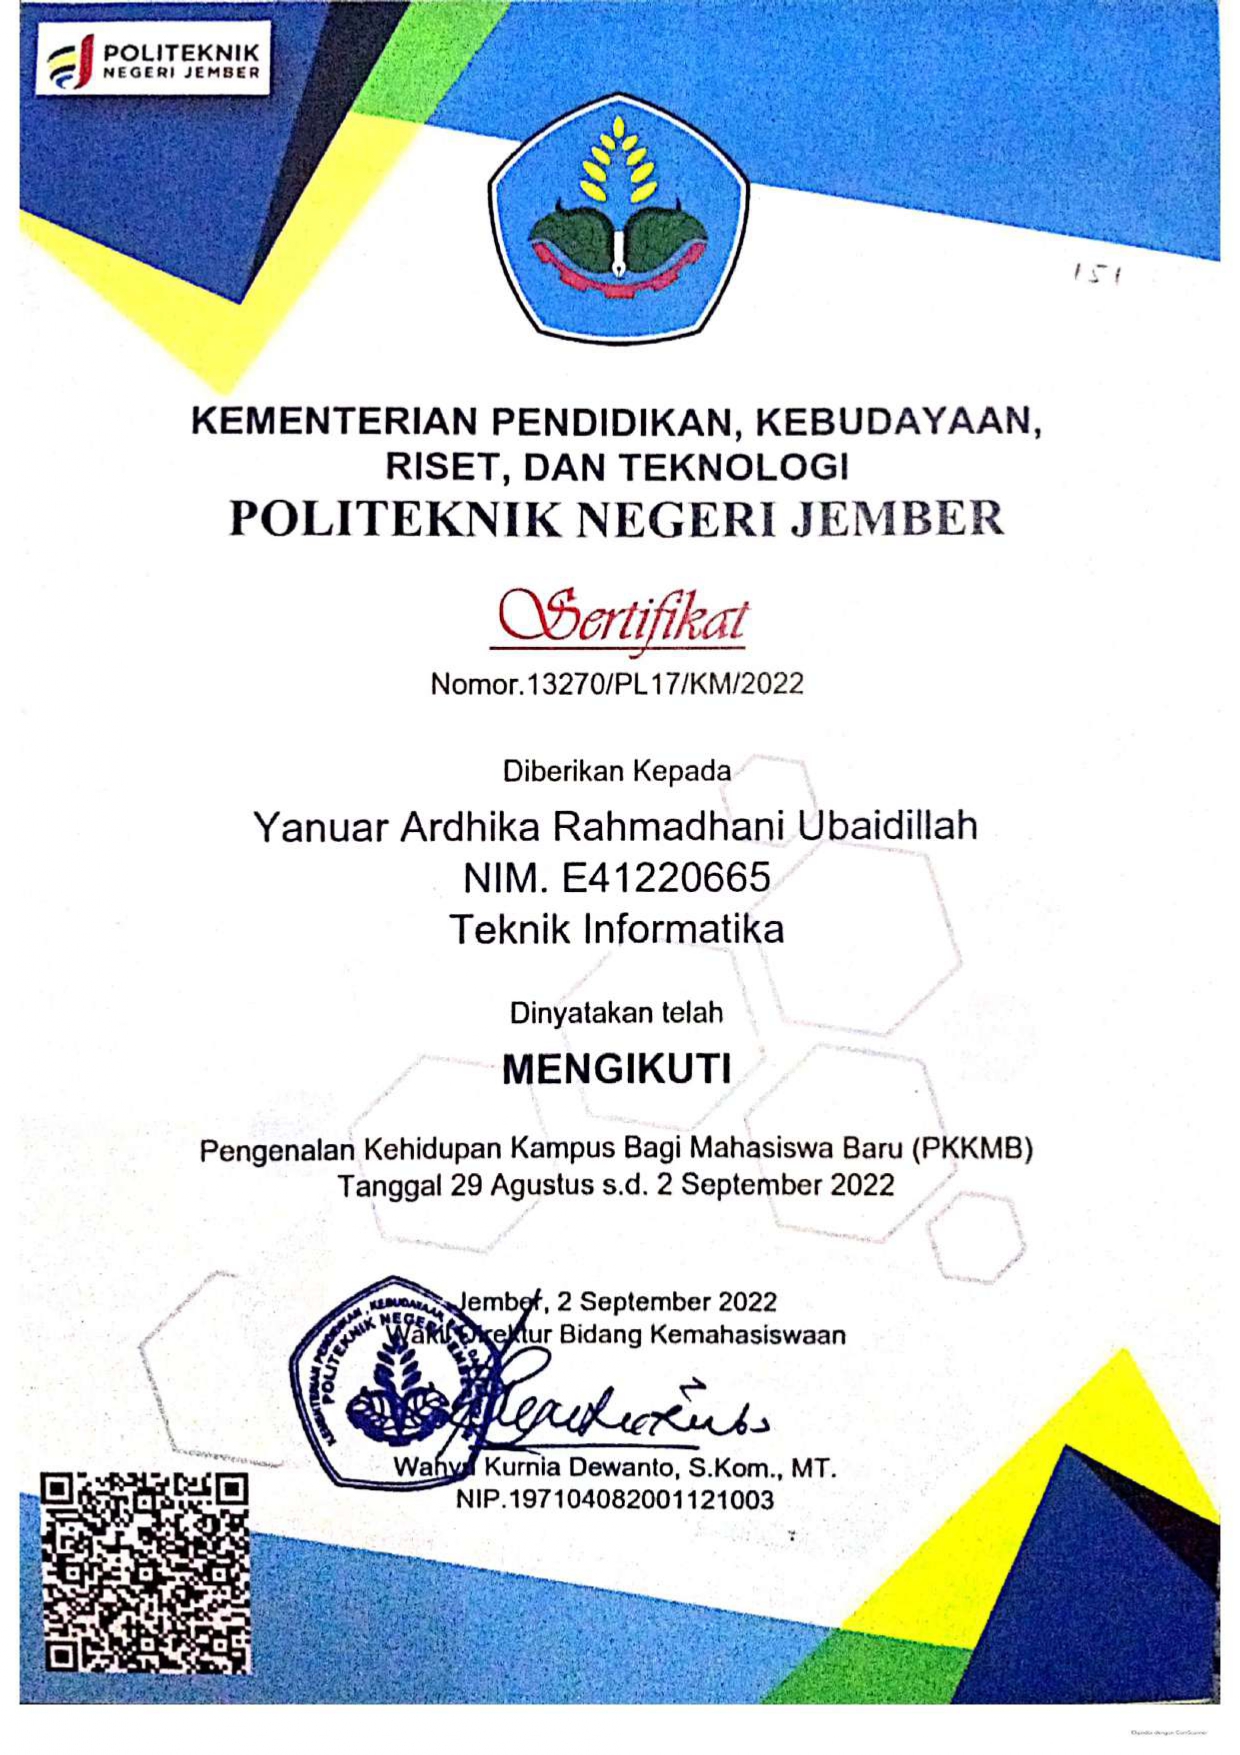 POLITEKNIK
NEGERI JEMBER
151
KEMENTERIAN PENDIDIKAN, KEBUDAYAAN,
RISET, DAN TEKNOLOGI
POLITEKNIK NEGERI JEMBER
Sertifikat
Nomor.13270/PL17/KM/2022
Diberikan Kepada
Yanuar Ardhika Rahmadhani Ubaidillah
NIM. E41220665
Teknik Informatika
Dinyatakan telah
MENGIKUTI
Pengenalan Kehidupan Kampus Bagi Mahasiswa Baru (PKKMB)
Tanggal 29 Agustus s.d. 2 September 2022
Jember, 2 September 2022
Wakil Direktur Bidang Kemahasiswaan
KEMENTERIAN PENDIDIKAN, KEBUDAYAAN,
POLITEKNIK NEGERI JEMBER
Wahyu Kurnia Dewanto, S.Kom., MT.
NIP.197104082001121003
Dipindai dengan CamScanner